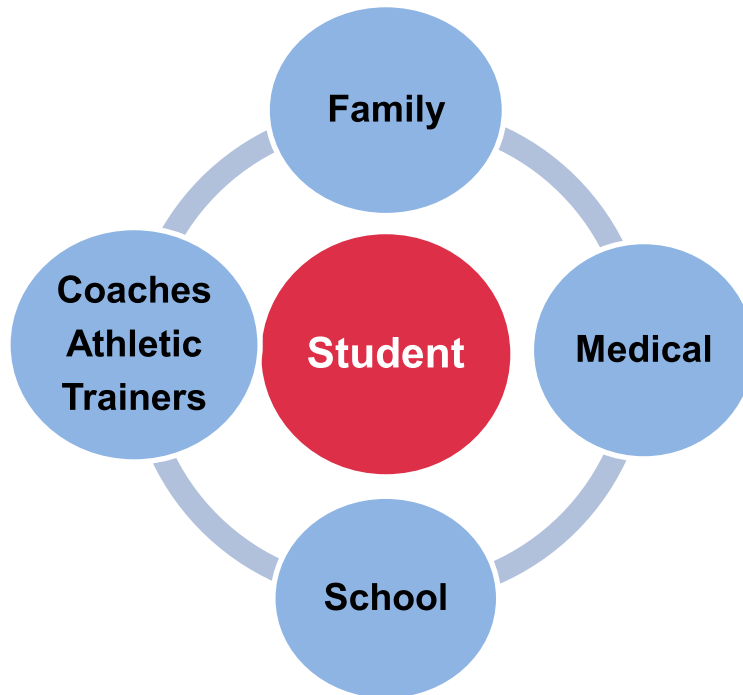 Family
Coaches
Athletic
Trainers
Student
Medical
School